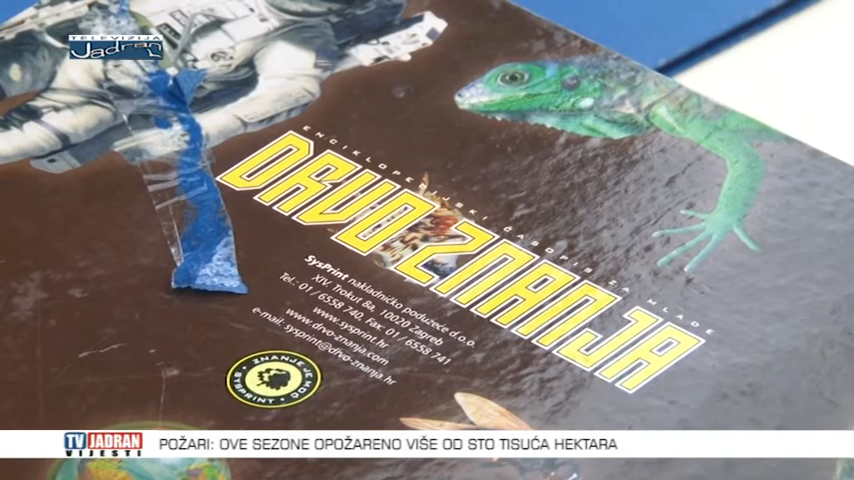 TELEVIZIJA
Jadran
ENCIKLOPEDIJSKI ČASOPIS ZA MLADE
DRVO ZNANJA
SysPrint nakladničko poduzeće d.o.o.
XIV. Trokut 8a, 10020 Zagreb
Tel.: 01 / 6558 740, Fax: 01 / 6558 741
www.sysprint.hr
www.drvo-znanja.com
e-mail: sysprint@drvo-znanja.hr
ZNANJE JE MOĆ
SYSPRINT
TV JADRAN
VIJESTI
POŽARI: OVE SEZONE OPOŽARENO VIŠE OD STO TISUĆA HEKTARA